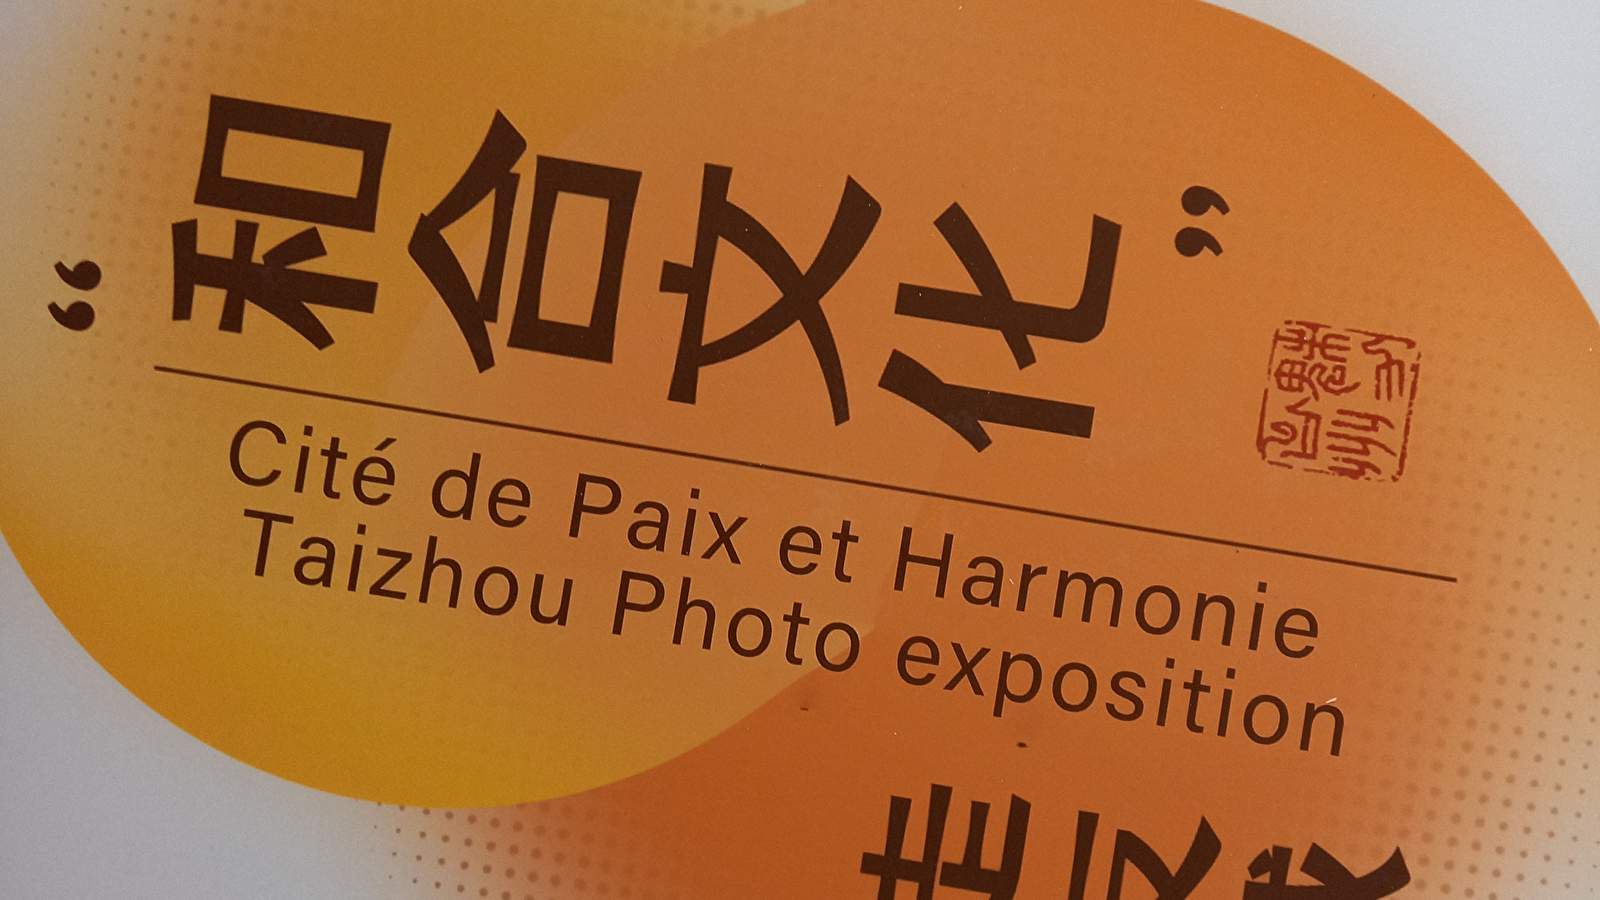 “和合文化”
Cité de Paix et Harmonie
Taizhou Photo exposition